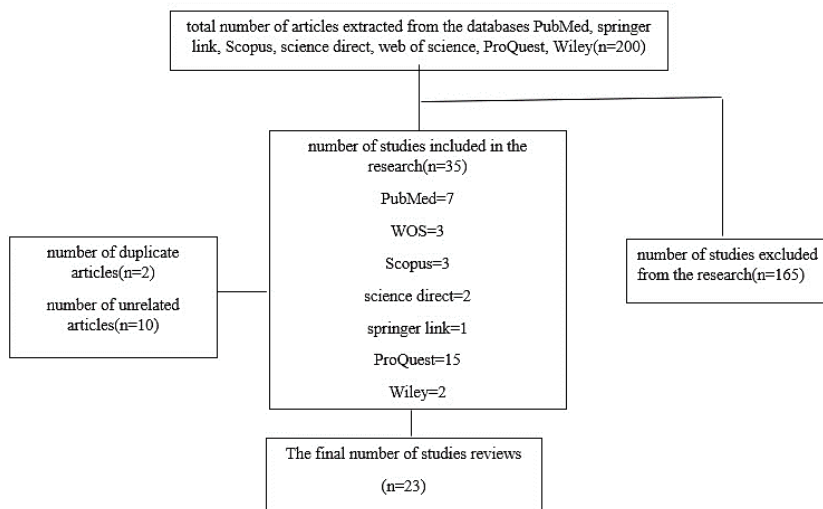 total number of articles extracted from the databases PubMed, springer
link, Scopus, science direct, web of science, ProQuest, Wiley(n=200)
number of studies included in the
research(n=35)
PubMed=7
WOS=3
Scopus=3
science direct=2
springer link=1
ProQuest=15
Wiley=2
number of duplicate
articles(n=2)
number of unrelated
articles(n=10)
number of studies excluded
from the research(n=165)
The final number of studies reviews
(n=23)